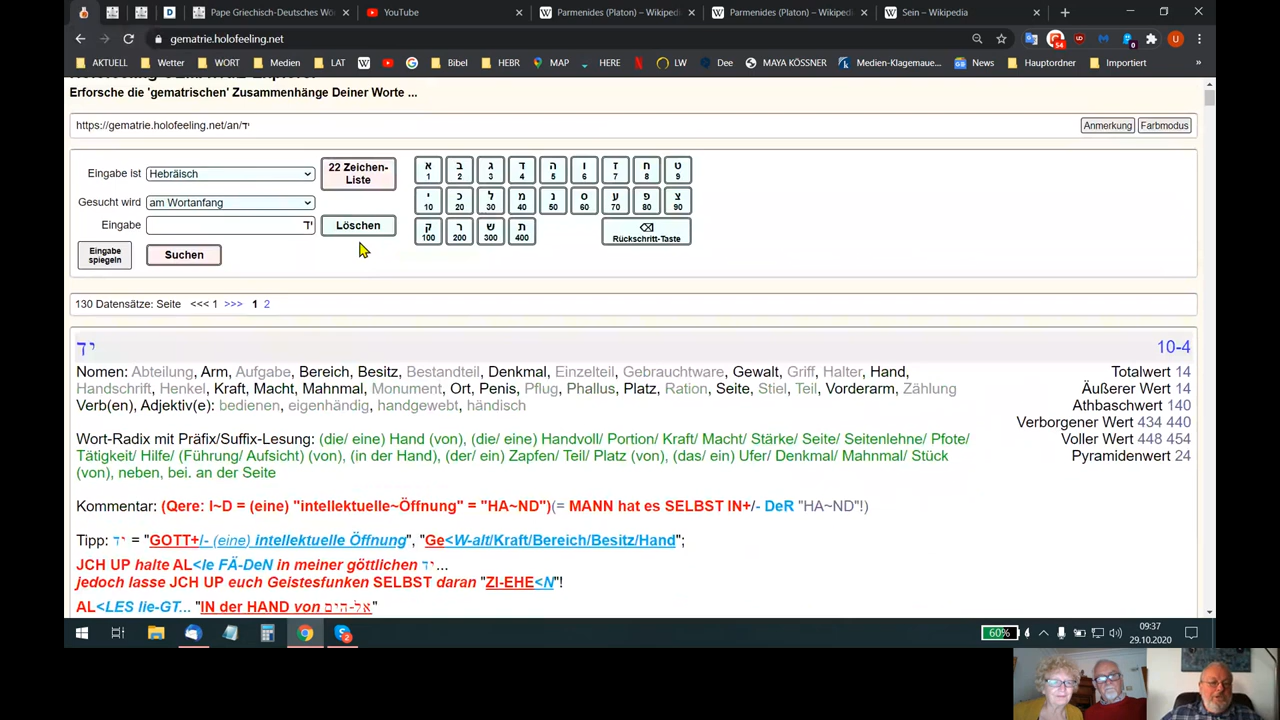 Pape Griechisch-Deutsches Wö
YouTube
Parmenides (Platon) – Wikipedi
Parmenides (Platon) – Wikipedi
Sein – Wikipedia
gematrie.holofeeling.net
AKTUELL Wetter WORT Medien LAT Bibel HEBR MAP HERE LW Dee MAYA KÖSSNER Medien-Klagemaue... News Hauptordner Importiert »
Erforsche die 'gematrischen' Zusammenhänge Deiner Worte ...
https://gematrie.holofeeling.net/an/יד
Anmerkung Farbmodus
Eingabe ist Hebräisch
22 Zeichen-Liste
Gesucht wird am Wortanfang
Eingabe יד Löschen
Eingabe spiegeln Suchen
א ב ג ד ה ו ז ח ט
1 2 3 4 5 6 7 8 9
י כ ל מ נ ס ע פ צ
10 20 30 40 50 60 70 80 90
ק ר ש ת
100 200 300 400 Rückschritt-Taste
130 Datensätze: Seite <<< 1 >>> 1 2
יד 10-4
Nomen: Abteilung, Arm, Aufgabe, Bereich, Besitz, Bestandteil, Denkmal, Einzelteil, Gebrauchtware, Gewalt, Griff, Halter, Hand,
Handschrift, Henkel, Kraft, Macht, Mahnmal, Monument, Ort, Penis, Pflug, Phallus, Platz, Ration, Seite, Stiel, Teil, Vorderarm, Zählung
Verb(en), Adjektiv(e): bedienen, eigenhändig, handgewebt, händisch
Totalwert 14
Äußerer Wert 14
Athbaschwert 140
Verborgener Wert 434 440
Voller Wert 448 454
Pyramidenwert 24
Wort-Radix mit Präfix/Suffix-Lesung: (die/ eine) Hand (von), (die/ eine) Handvoll/ Portion/ Kraft/ Macht/ Stärke/ Seite/ Seitenlehne/ Pfote/
Tätigkeit/ Hilfe/ (Führung/ Aufsicht) (von), (in der Hand), (der/ ein) Zapfen/ Teil/ Platz (von), (das/ ein) Ufer/ Denkmal/ Mahnmal/ Stück
(von), neben, bei. an der Seite
Kommentar: (Qere: I~D = (eine) "intellektuelle~Öffnung" = "HA~ND")(= MANN hat es SELBST IN+/- DeR "HA~ND"!)
Tipp: יד = "GOTT+/- (eine) intellektuelle Öffnung", "Ge<W-alt/Kraft/Bereich/Besitz/Hand";
JCH UP halte AL<le FÄ-DeN in meiner göttlichen יד...
jedoch lasse JCH UP euch Geistesfunken SELBST daran "ZI-EHE<N"!
AL<LES lie-GT... "IN der HAND von אל-הים"
60%
09:37
29.10.2020